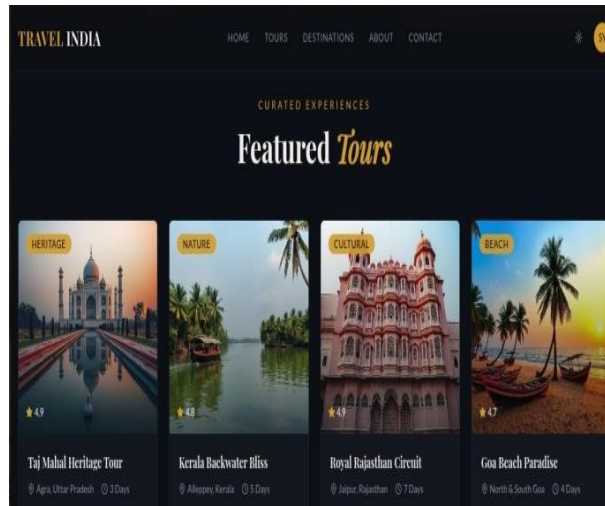 TRAVEL INDIA
HOME TOURS DESTINATIONS ABOUT CONTACT
CURATED EXPERIENCES
Featured Tours
HERITAGE
NATURE
CULTURAL
BEACH
4.9
4.8
4.9
4.7
Taj Mahal Heritage Tour
Agra, Uttar Pradesh 3 Days
Kerala Backwater Bliss
Alleppey, Kerala 5 Days
Royal Rajasthan Circuit
Jaipur, Rajasthan 7 Days
Goa Beach Paradise
North & South Goa 4 Days